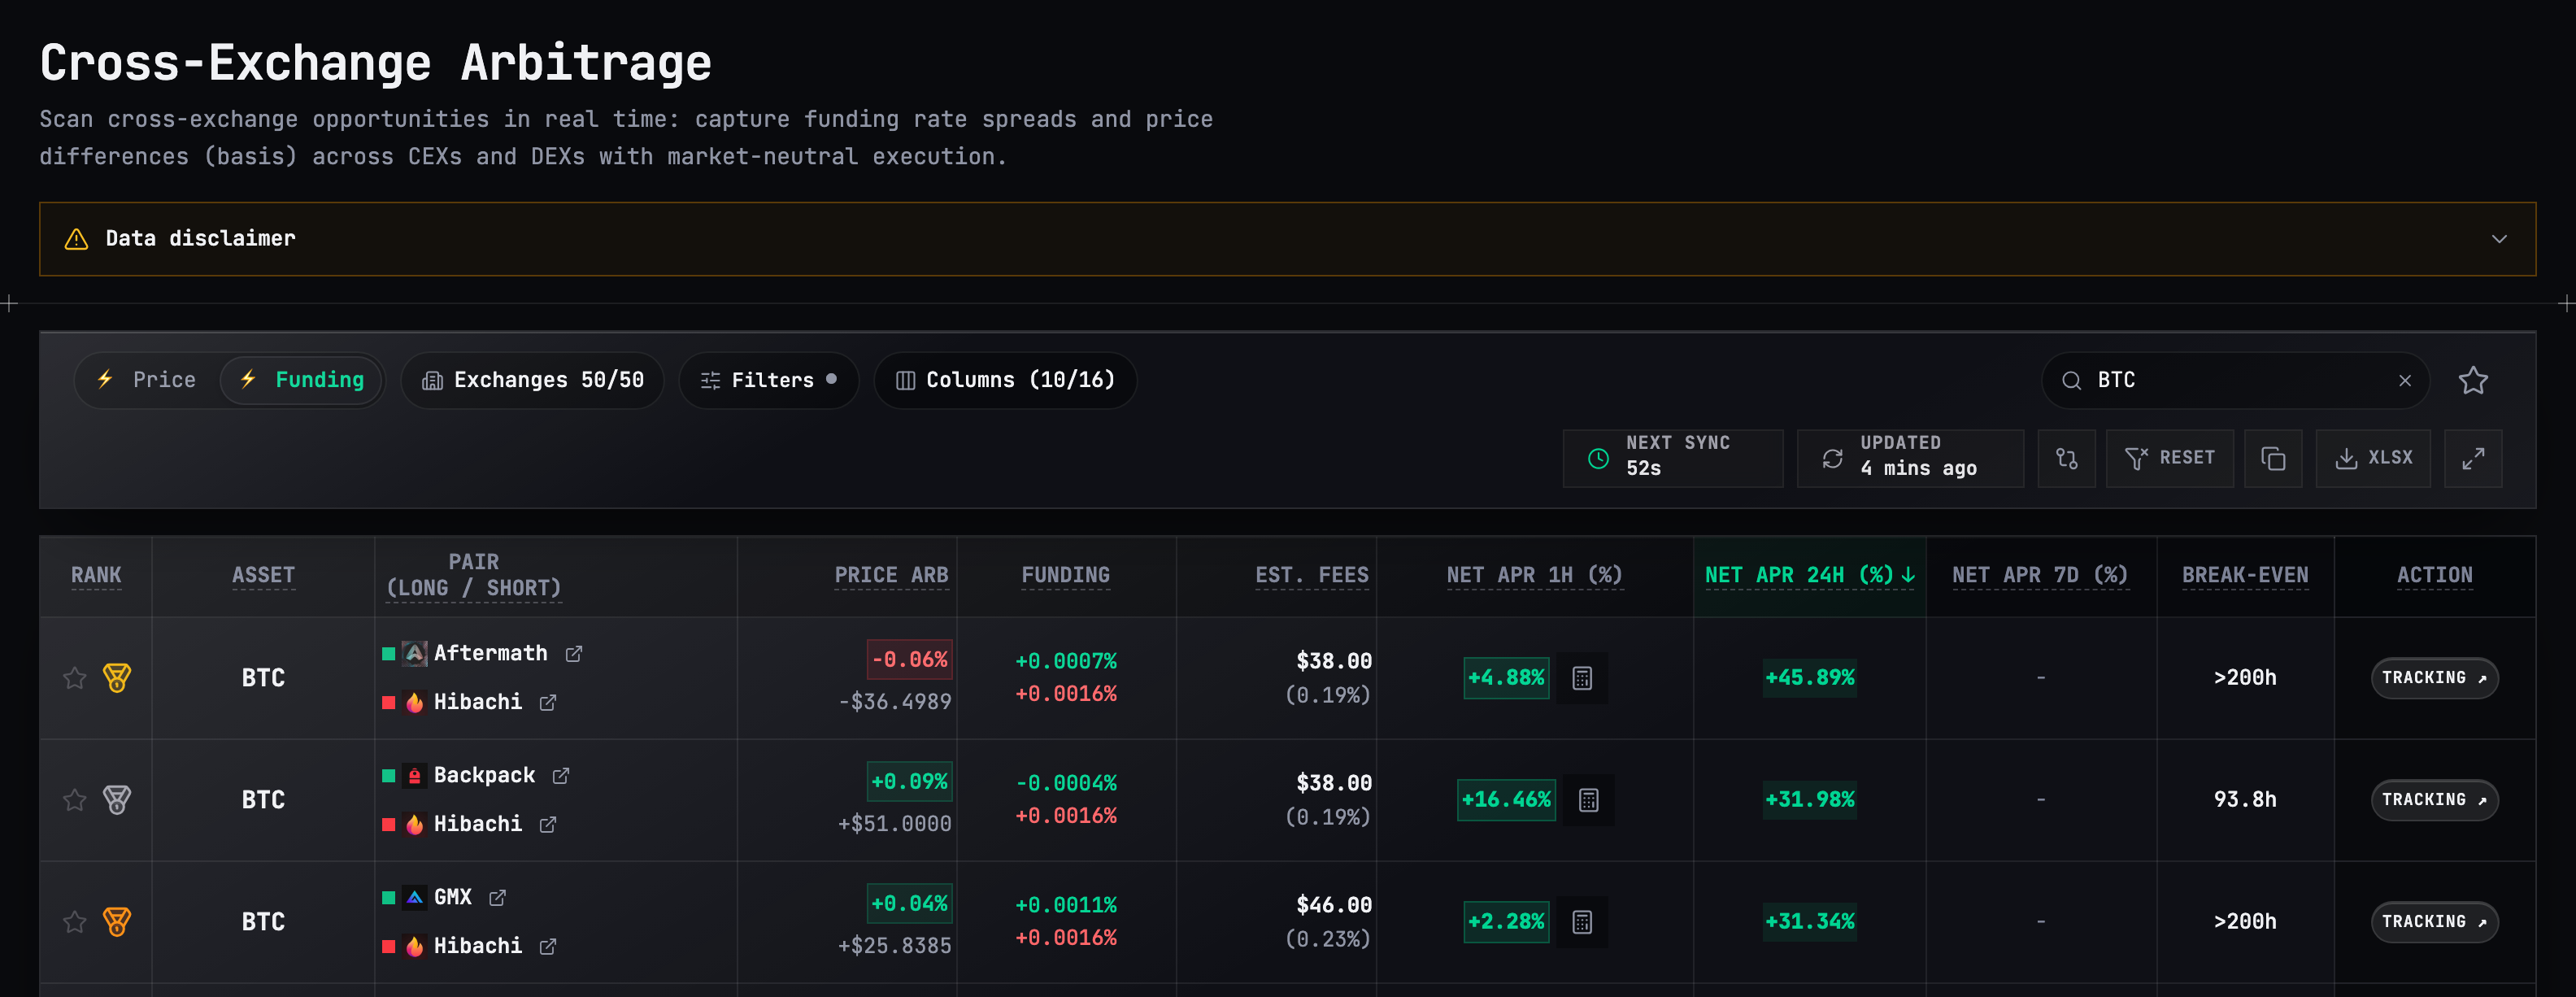 Cross-Exchange Arbitrage
Scan cross-exchange opportunities in real time: capture funding rate spreads and price
differences (basis) across CEXs and DEXs with market-neutral execution.
Data disclaimer
Price
Funding
Exchanges 50/50
Filters
Columns (10/16)
BTC
NEXT SYNC
52s
UPDATED
4 mins ago
RESET
XLSX
RANK
ASSET
PAIR
(LONG / SHORT)
PRICE ARB
FUNDING
EST. FEES
NET APR 1H (%)
NET APR 24H (%) ↓
NET APR 7D (%)
BREAK-EVEN
ACTION
BTC
Aftermath
Hibachi
-0.06%
-$36.4989
+0.0007%
+0.0016%
$38.00
(0.19%)
+4.88%
+45.89%
-
>200h
TRACKING ↗
BTC
Backpack
Hibachi
+0.09%
+$51.0000
-0.0004%
+0.0016%
$38.00
(0.19%)
+16.46%
+31.98%
-
93.8h
TRACKING ↗
BTC
GMX
Hibachi
+0.04%
+$25.8385
+0.0011%
+0.0016%
$46.00
(0.23%)
+2.28%
+31.34%
-
>200h
TRACKING ↗